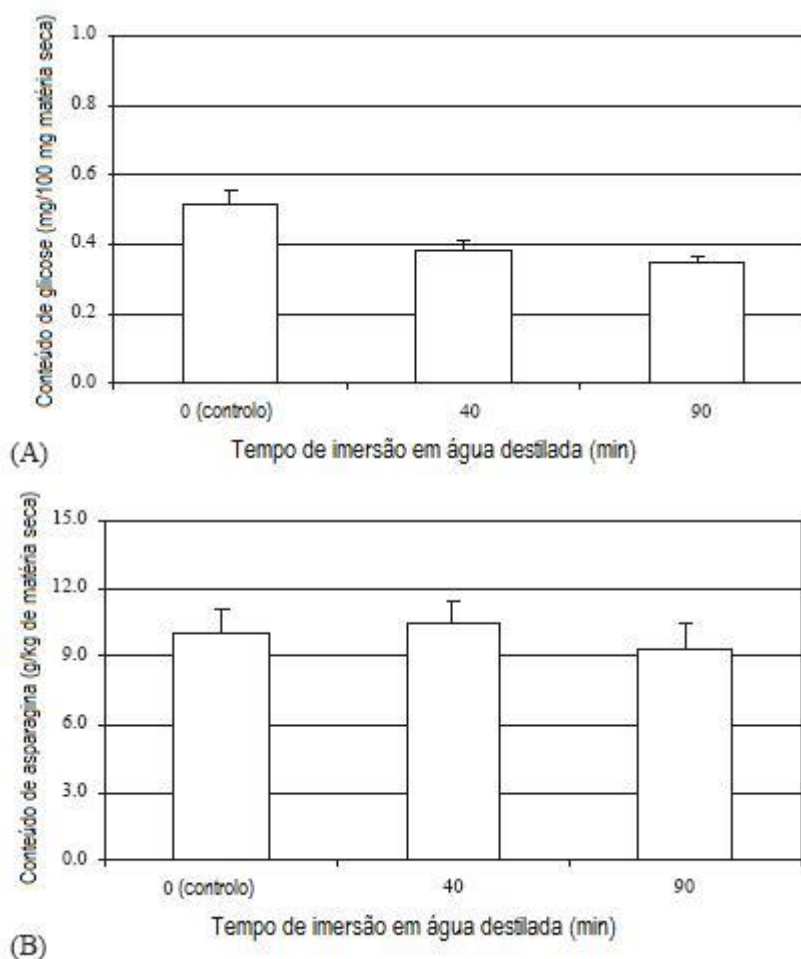 Conteúdo de glicose (mg/100 mg matéria seca)
1.0
0.8
0.6
0.4
0.2
0.0
0 (controlo) 40 90
Tempo de imersão em água destilada (min)
(A)
Conteúdo de asparagina (g/kg de matéria seca)
15.0
12.0
9.0
6.0
3.0
0.0
0 (controlo) 40 90
Tempo de imersão em água destilada (min)
(B)